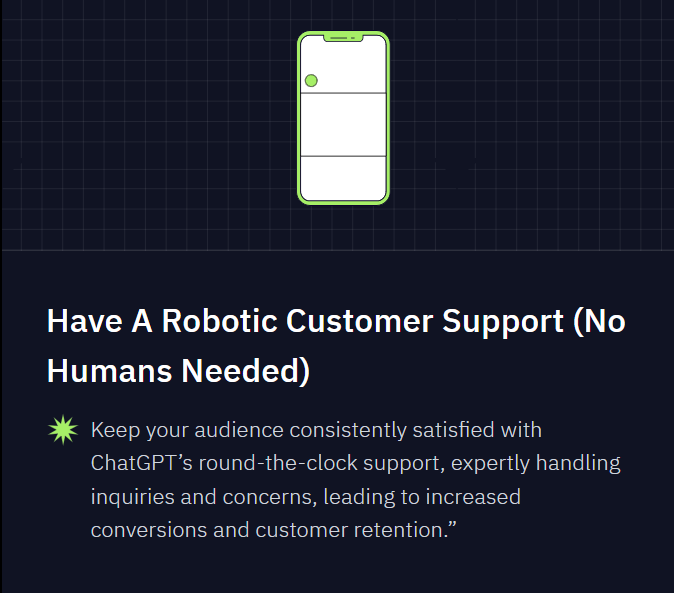 Have A Robotic Customer Support (No
Humans Needed)
Keep your audience consistently satisfied with
ChatGPT’s round-the-clock support, expertly handling
inquiries and concerns, leading to increased
conversions and customer retention.”